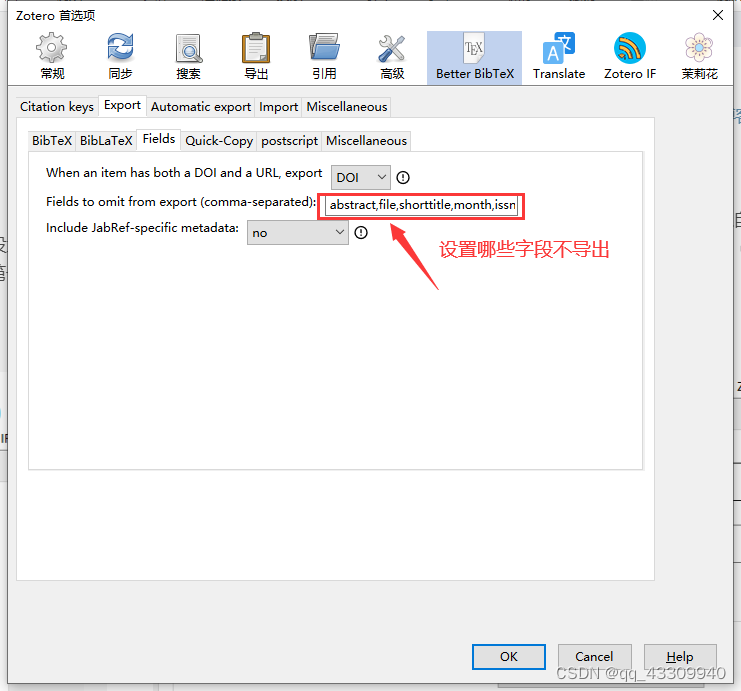 Zotero 首选项
常规 同步 搜索 导出 引用 高级 Better BibTeX Translate Zotero IF 茉莉花
Citation keys Export Automatic export Import Miscellaneous
BibTeX BibLaTeX Fields Quick-Copy postscript Miscellaneous
When an item has both a DOI and a URL, export DOI
Fields to omit from export (comma-separated): abstract,file,shorttitle,month,issn
Include JabRef-specific metadata: no
设置哪些字段不导出
OK Cancel Help
CSDN @qq_43309940